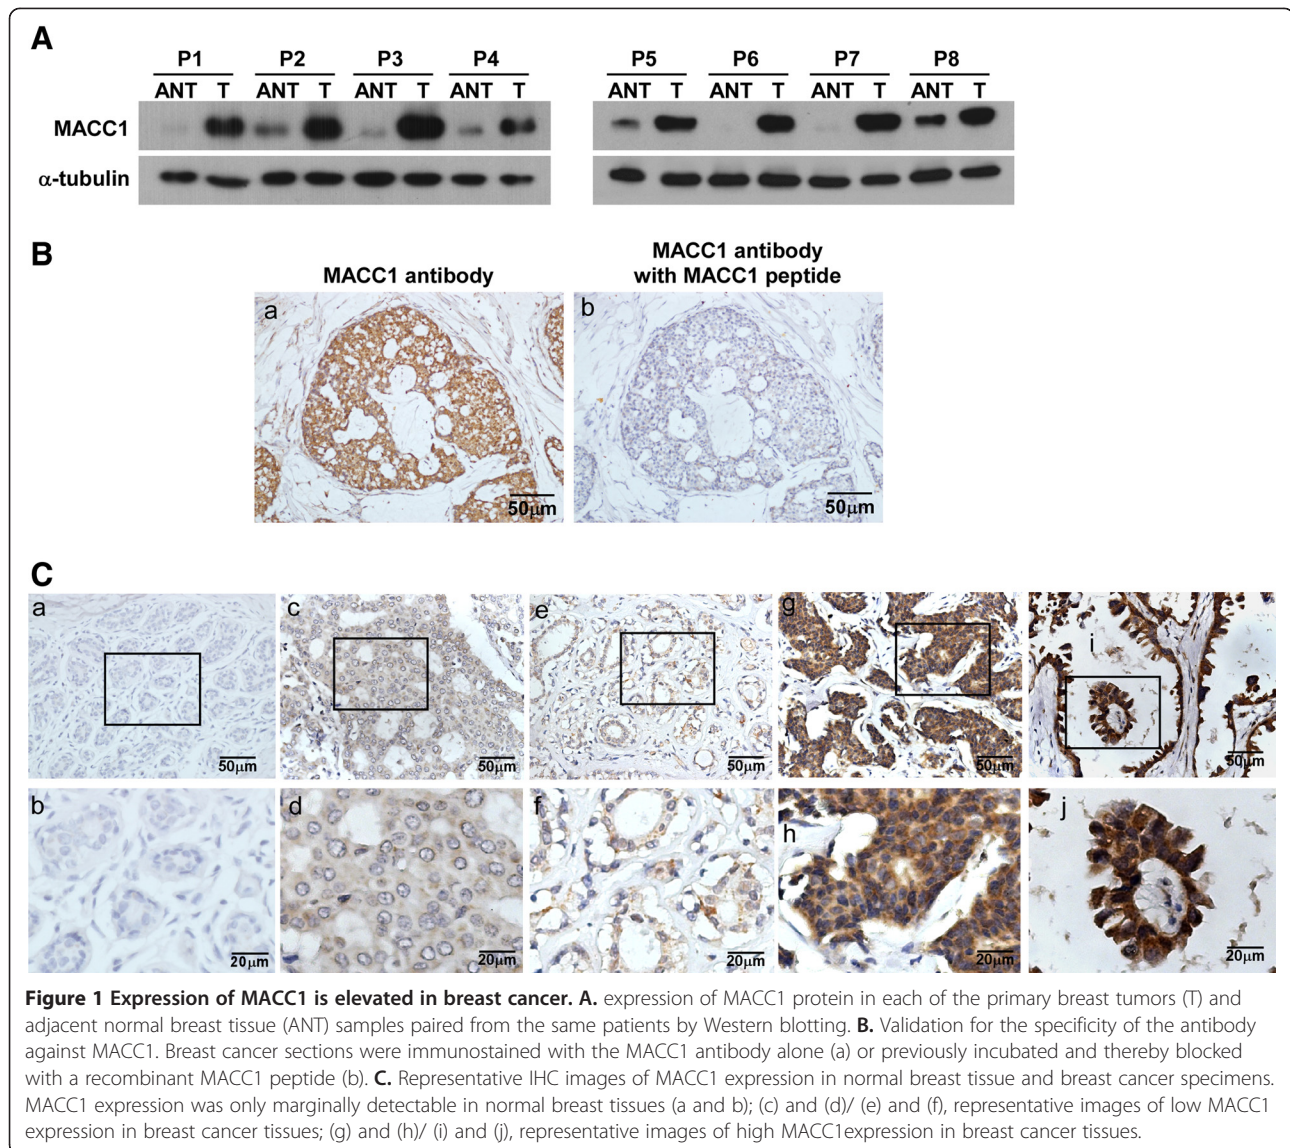 A
P1 P2 P3 P4 P5 P6 P7 P8
ANT T ANT T ANT T ANT T ANT T ANT T ANT T ANT T
MACC1
α-tubulin
B
MACC1 antibody
MACC1 antibody
with MACC1 peptide
a b
50μm 50μm
C
a c e g i
50μm 50μm 50μm 50μm 50μm
b d f h j
20μm 20μm 20μm 20μm 20μm
Figure 1 Expression of MACC1 is elevated in breast cancer. A. expression of MACC1 protein in each of the primary breast tumors (T) and
adjacent normal breast tissue (ANT) samples paired from the same patients by Western blotting. B. Validation for the specificity of the antibody
against MACC1. Breast cancer sections were immunostained with the MACC1 antibody alone (a) or previously incubated and thereby blocked
with a recombinant MACC1 peptide (b). C. Representative IHC images of MACC1 expression in normal breast tissue and breast cancer specimens.
MACC1 expression was only marginally detectable in normal breast tissues (a and b); (c) and (d)/ (e) and (f), representative images of low MACC1
expression in breast cancer tissues; (g) and (h)/ (i) and (j), representative images of high MACC1expression in breast cancer tissues.